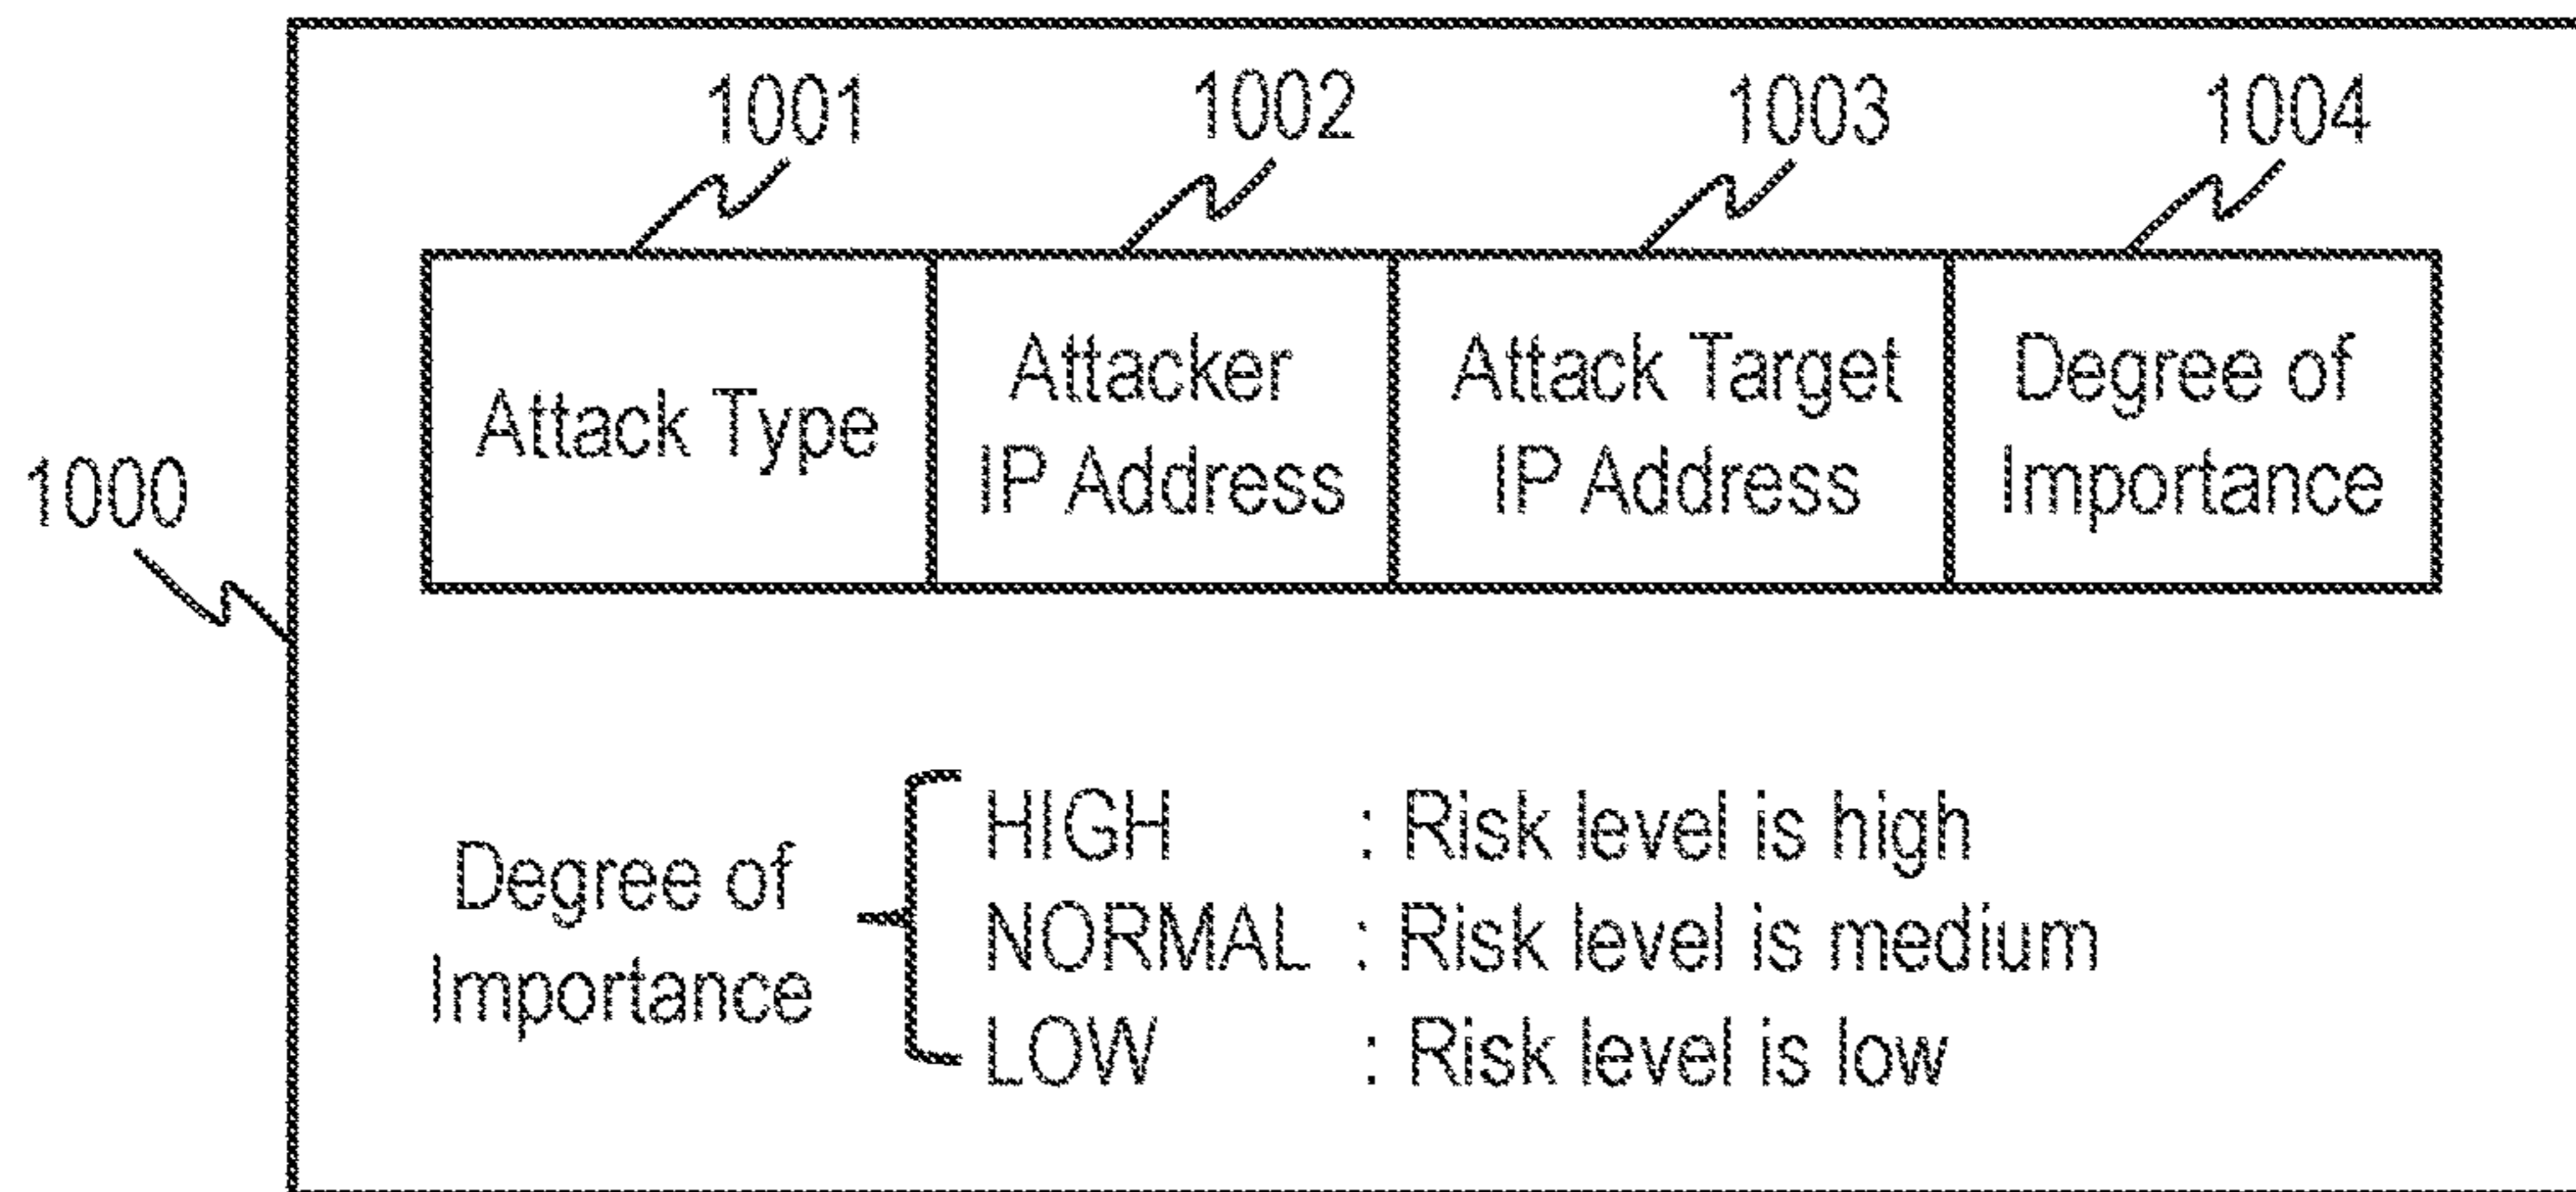 1001 1002 1003 1004
Attack Type
Attacker
IP Address
Attack Target
IP Address
Degree of
Importance
1000
Degree of
Importance
HIGH : Risk level is high
NORMAL : Risk level is medium
LOW : Risk level is low